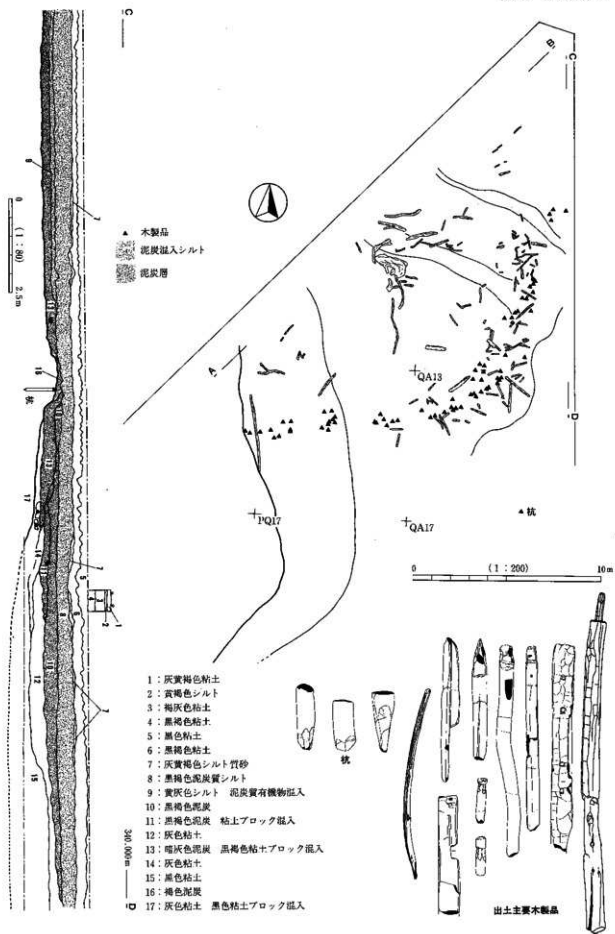 C
B
C
0 (1:80) 2.5m
▲ 木製品
泥炭混入シルト
泥炭層
A'
QA13
D
PQ17
QA17
▲杭
0 (1:200) 10m
杭
杭
1：灰黄褐色粘土
2：黄褐色シルト
3：褐灰色粘土
4：黒褐色粘土
5：黒色粘土
6：黒褐色粘土
7：灰黄褐色シルト質砂
8：黒褐色泥炭質シルト
9：黄灰色シルト 泥炭質有機物混入
10：黒褐色泥炭
11：黒褐色泥炭 粘土ブロック混入
12：灰色粘土
13：暗灰色泥炭 黒褐色粘土ブロック混入
14：灰色粘土
15：黒色粘土
16：褐色泥炭
17：灰色粘土 黒色粘土ブロック混入
340.000m
D
出土主要木製品